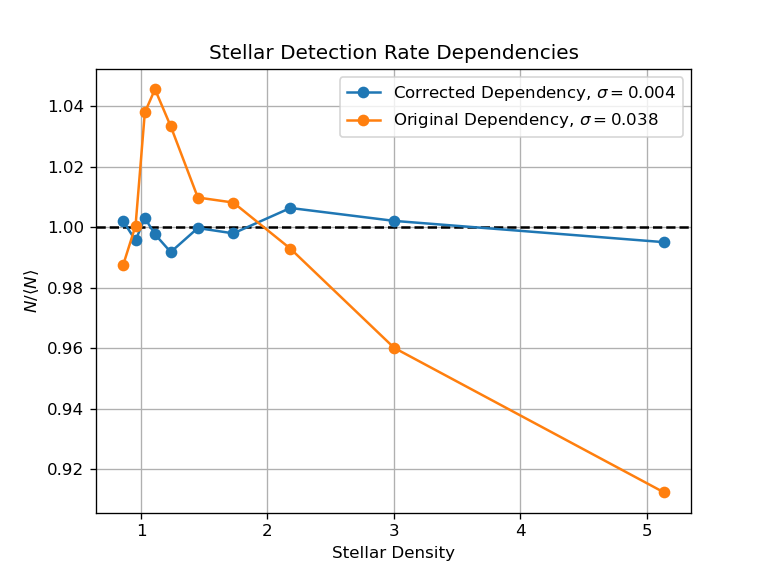 Stellar Detection Rate Dependencies
Corrected Dependency, σ = 0.004
Original Dependency, σ = 0.038
1.04
1.02
1.00
0.98
0.96
0.94
0.92
N/⟨N⟩
1 2 3 4 5
Stellar Density